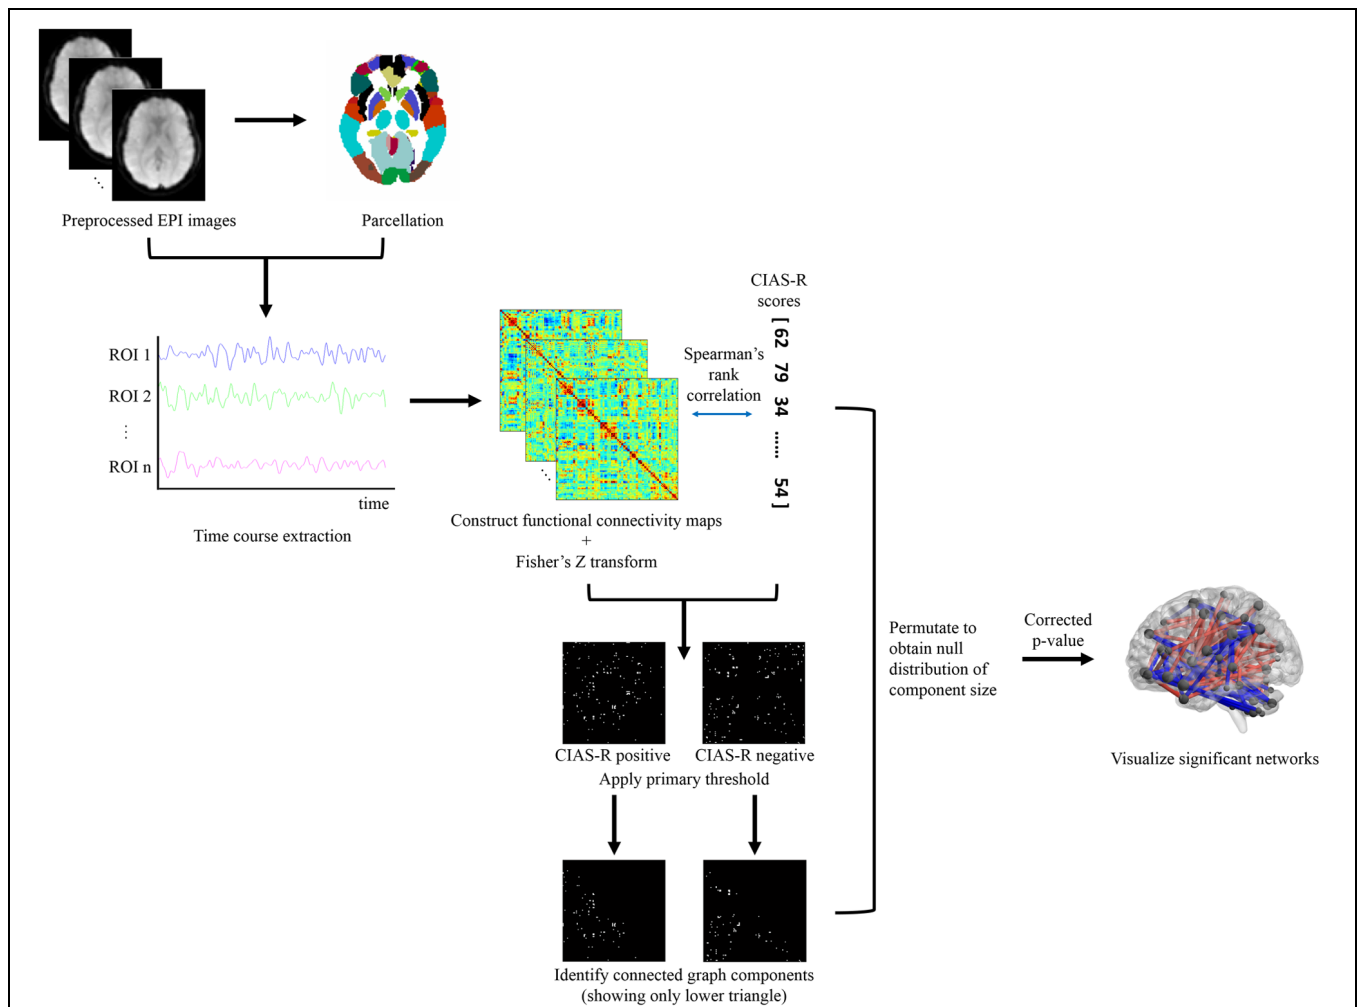 Preprocessed EPI images
Parcellation
ROI 1
ROI 2
⋮
ROI n
time
Time course extraction
CIAS-R
scores
[ 62
79
34
......
54 ]
Spearman's
rank
correlation
Construct functional connectivity maps
+
Fisher's Z transform
CIAS-R positive
CIAS-R negative
Apply primary threshold
Identify connected graph components
(showing only lower triangle)
Permutate to
obtain null
distribution of
component size
Corrected
p-value
Visualize significant networks